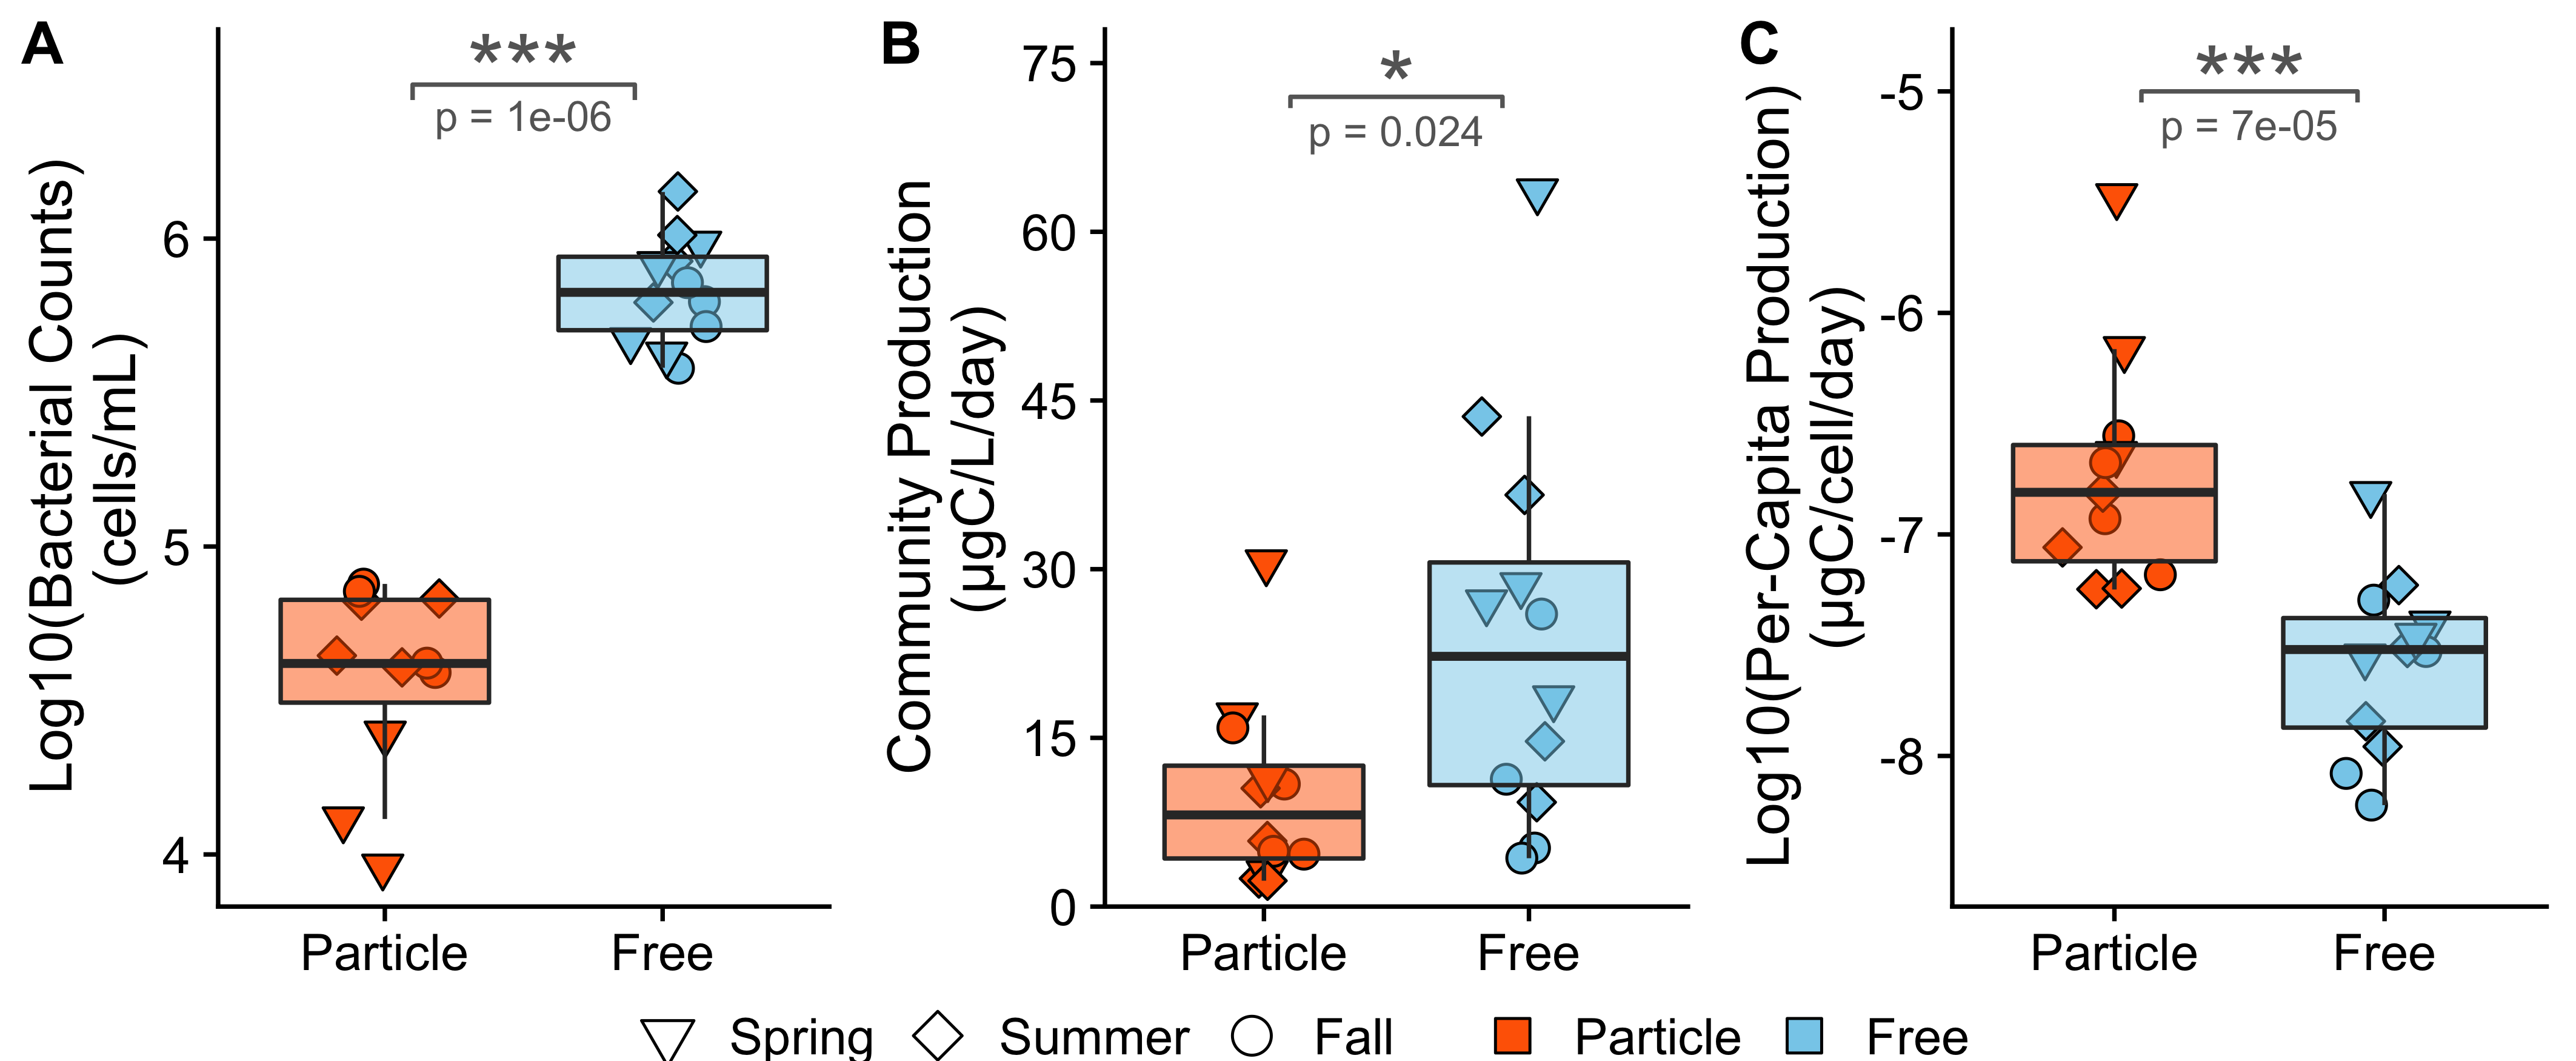 A
***
p = 1e-06
Log10(Bacterial Counts)
(cells/mL)
6
5
4
Particle
Free
B
*
p = 0.024
Community Production
(µgC/L/day)
75
60
45
30
15
0
Particle
Free
C
***
p = 7e-05
Log10(Per-Capita Production)
(µgC/cell/day)
-5
-6
-7
-8
Particle
Free
Spring Summer Fall Particle Free